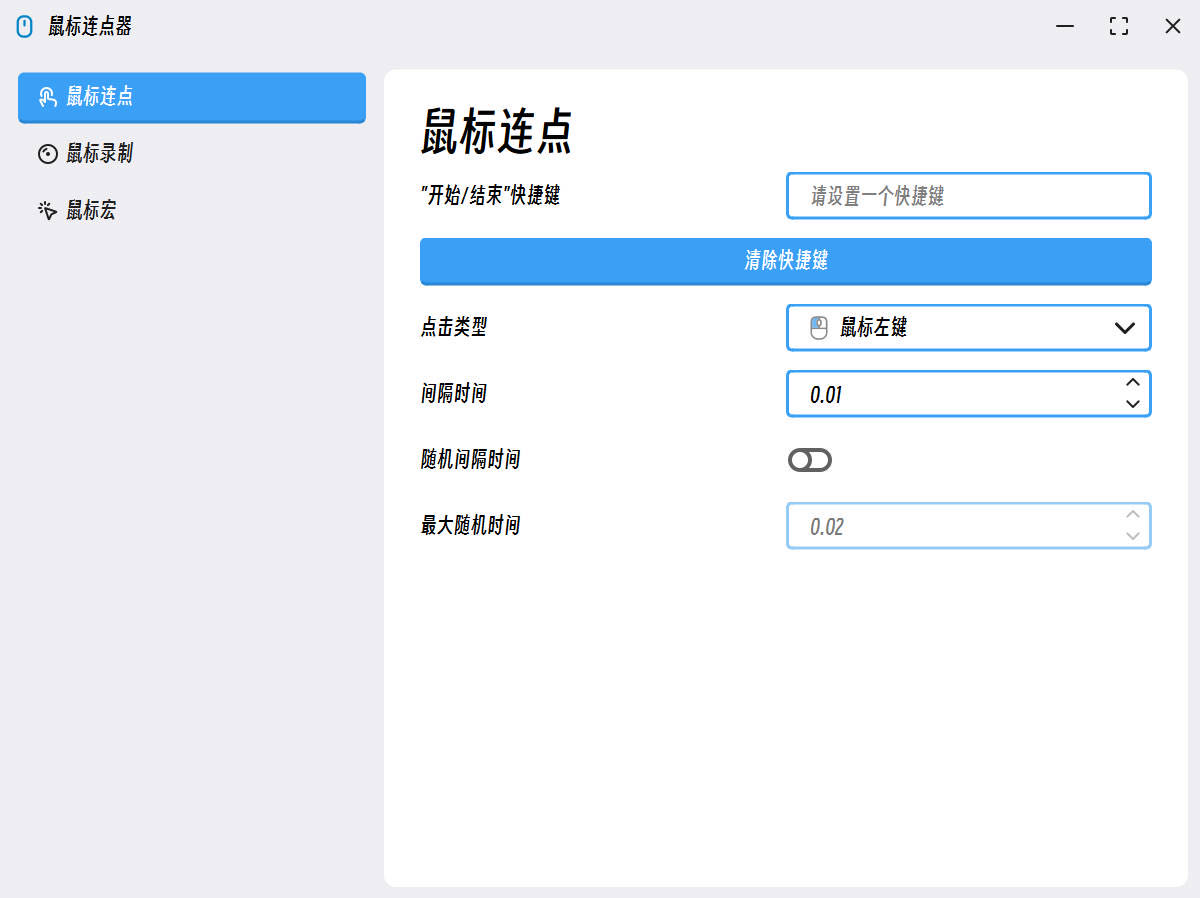 鼠标连点器
鼠标连点
鼠标录制
鼠标宏
鼠标连点
"开始/结束"快捷键
请设置一个快捷键
清除快捷键
点击类型
鼠标左键
间隔时间
0.01
随机间隔时间
最大随机时间
0.02